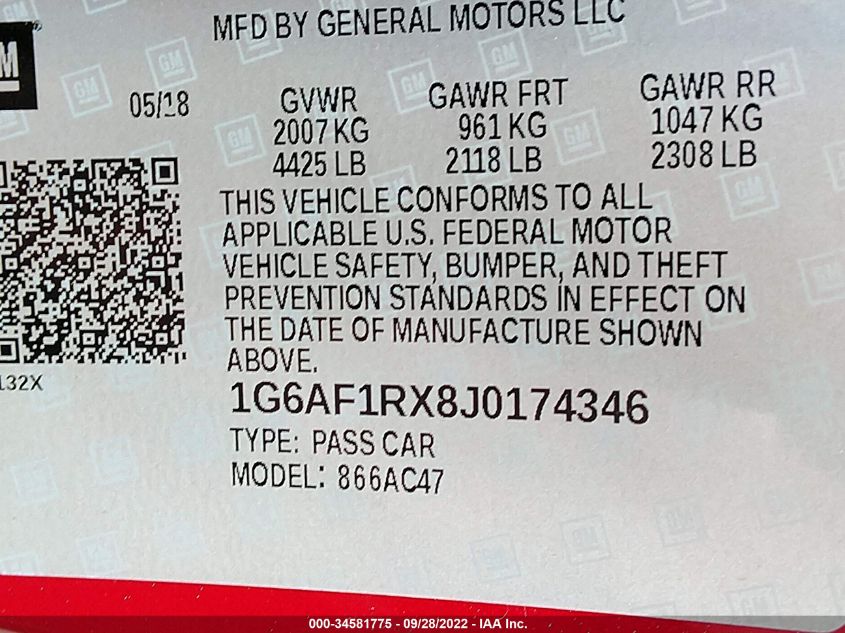 MFD BY GENERAL MOTORS LLC
GM
05/18
GVWR GAWR FRT GAWR RR
2007 KG 961 KG 1047 KG
4425 LB 2118 LB 2308 LB
THIS VEHICLE CONFORMS TO ALL
APPLICABLE U.S. FEDERAL MOTOR
VEHICLE SAFETY, BUMPER, AND THEFT
PREVENTION STANDARDS IN EFFECT ON
THE DATE OF MANUFACTURE SHOWN
ABOVE.
132X
1G6AF1RX8J0174346
TYPE: PASS CAR
MODEL: 866AC47
000-34581775 - 09/28/2022 - IAA Inc.